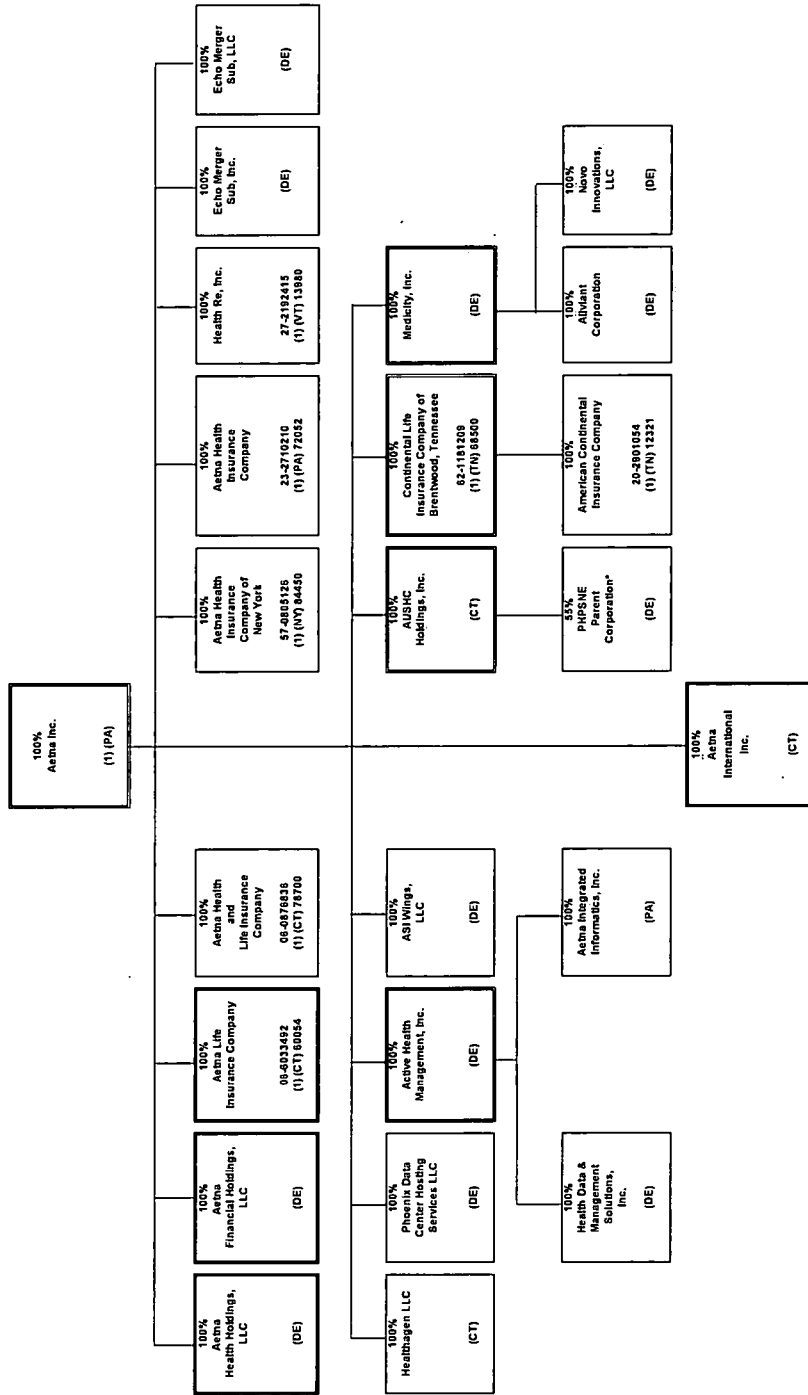 100%
Aetna Inc.
(1) (PA)
100%
Aetna
Health Holdings,
LLC
(DE)
100%
Aetna
Financial Holdings,
LLC
(DE)
100%
Aetna Life
Insurance Company
06-6033492
(1) (CT) 60054
100%
Aetna Health
and
Life Insurance
Company
06-0876836
(1) (CT) 78700
100%
Aetna Health
Insurance
Company of
New York
57-0805126
(1) (NY) 84450
100%
Aetna Health
Insurance
Company
23-2710210
(1) (PA) 72052
100%
Health Re, Inc.
27-2192415
(1) (VT) 13980
100%
Echo Merger
Sub, Inc.
(DE)
100%
Echo Merger
Sub, LLC
(DE)
100%
Healthagen LLC
(CT)
100%
Phoenix Data
Center Hosting
Services LLC
(DE)
100%
Active Health
Management, Inc.
(DE)
100%
ASI Wings,
LLC
(DE)
100%
AUSHC
Holdings, Inc.
(CT)
100%
Continental Life
Insurance Company of
Brentwood, Tennessee
62-1181209
(1) (TN) 68500
100%
Medicity, Inc.
(DE)
100%
Health Data &
Management
Solutions,
Inc.
(DE)
100%
Aetna Integrated
Informatics, Inc.
(PA)
55%
PHPSNE
Parent
Corporation*
(DE)
100%
American Continental
Insurance Company
20-2901054
(1) (TN) 12321
100%
Allviant
Corporation
(DE)
100%
Novo
Innovations,
LLC
(DE)
100%
Aetna
International
Inc.
(CT)